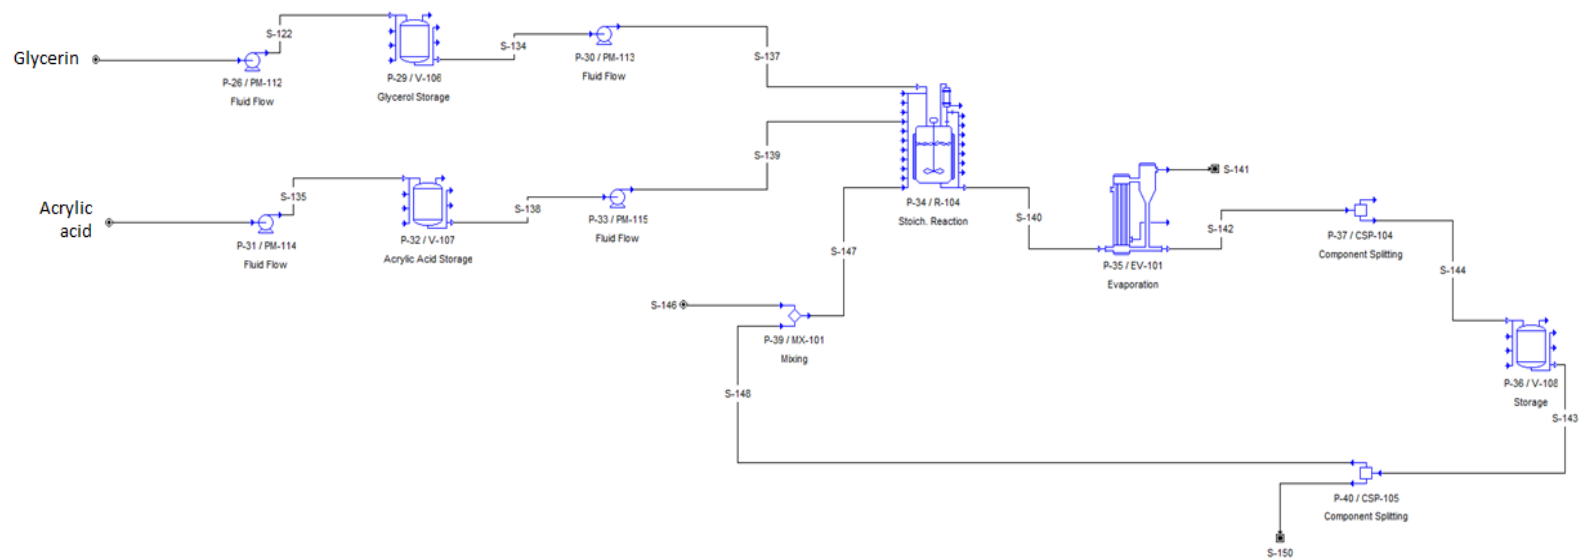 S-122
P-30 / PM-113
Fluid Flow
S-134
S-137
Glycerin
P-26 / PM-112
Fluid Flow
P-29 / V-106
Glycerol Storage
S-139
S-135
S-138
P-33 / PM-115
Fluid Flow
P-34 / R-104
Stoich. Reaction
S-141
Acrylic
acid
P-31 / PM-114
Fluid Flow
P-32 / V-107
Acrylic Acid Storage
S-140
S-142
P-37 / CSP-104
Component Splitting
S-147
P-35 / EV-101
Evaporation
S-144
S-146
P-39 / MX-101
Mixing
S-148
P-36 / V-108
Storage
S-143
P-40 / CSP-105
Component Splitting
S-150